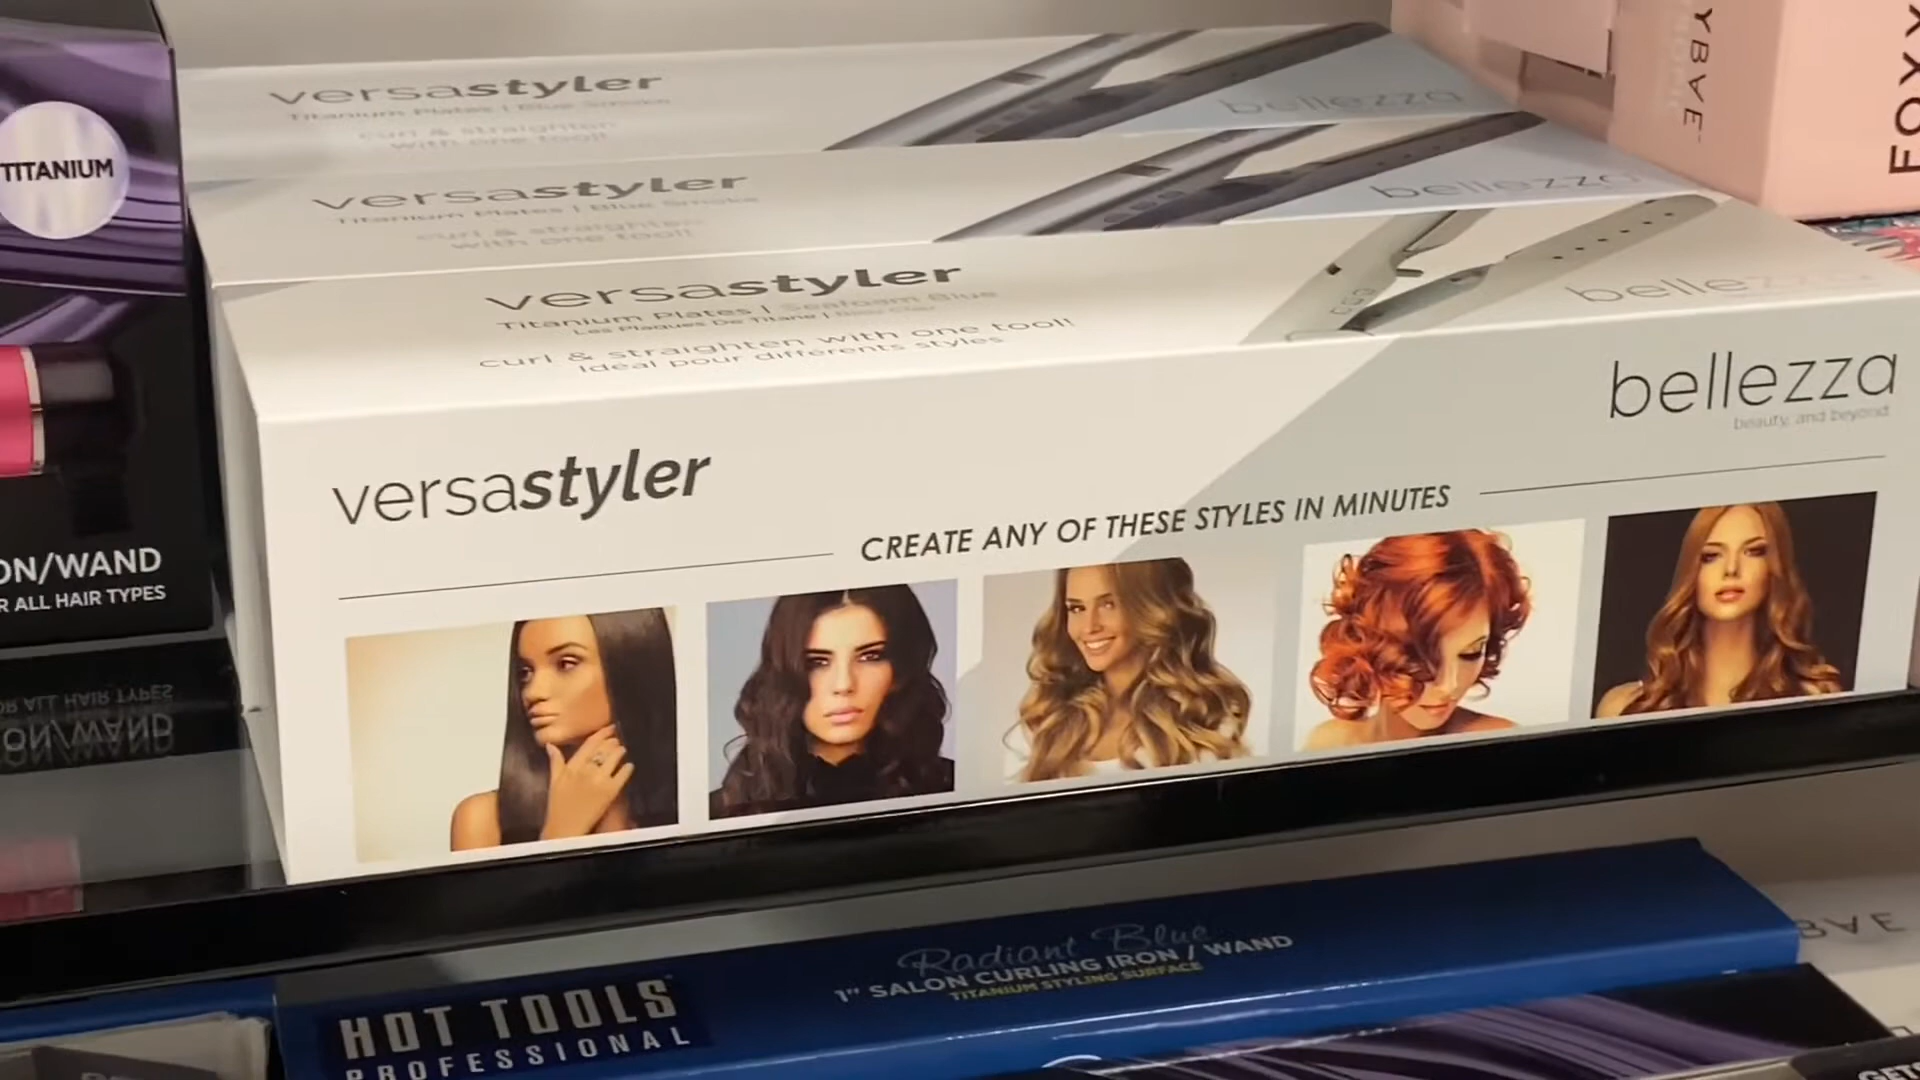 versastyler
Titanium Plates | Blue Smoke
curl & straighten
with one tool!
bellezza
versastyler
Titanium Plates | Blue Smoke
curl & straighten
with one tool!
bellezza
versastyler
Titanium Plates | Seafoam Blue
Les Plaques De Titane |
curl & straighten with one tool!
Ideal pour différents styles
bellezza
versastyler
bellezza
beauty, and beyond
CREATE ANY OF THESE STYLES IN MINUTES
TITANIUM
ON/WAND
R ALL HAIR TYPES
YBAE
FOXY
Radiant Blue
1" SALON CURLING IRON / WAND
TITANIUM STYLING SURFACE
HOT TOOLS
PROFESSIONAL
BAE